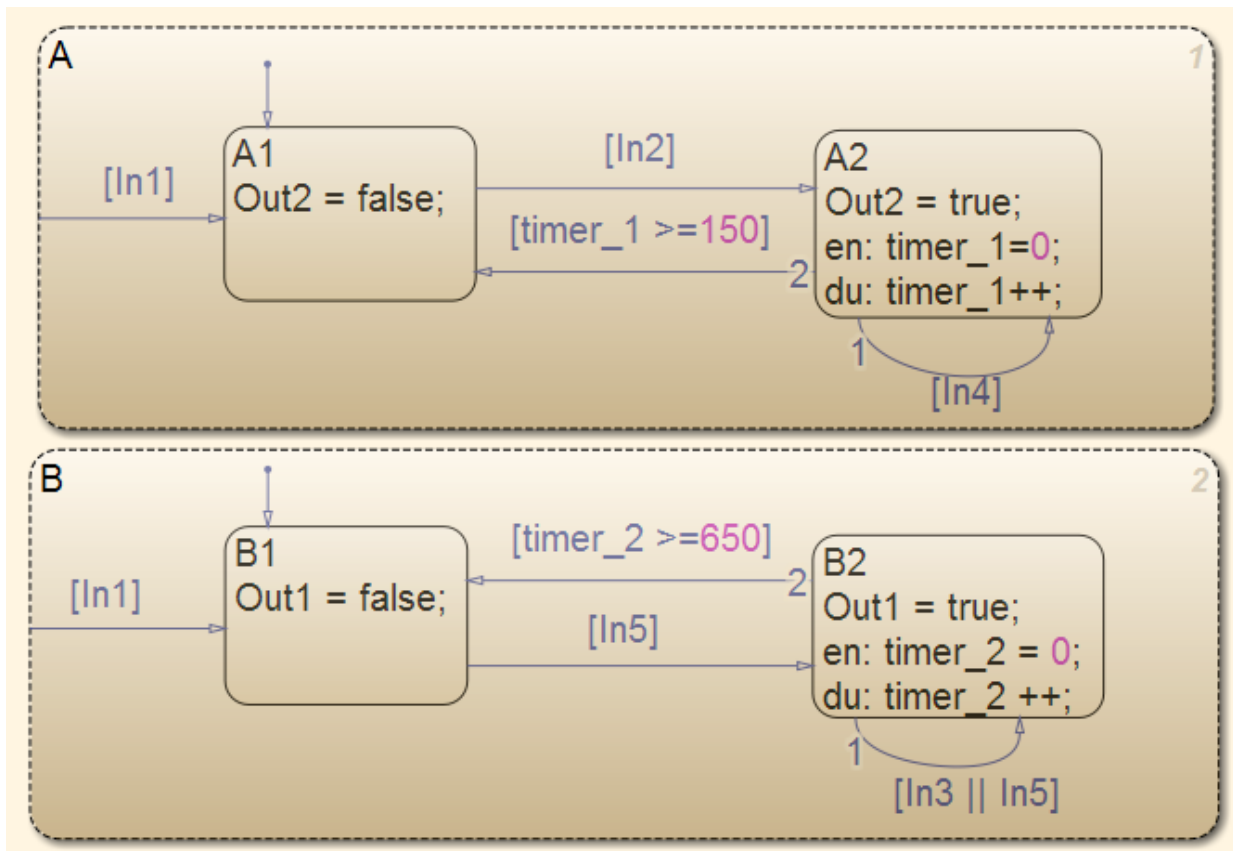 A
1
[In1]
A1
Out2 = false;
[In2]
[timer_1 >=150]
2
A2
Out2 = true;
en: timer_1=0;
du: timer_1++;
1
[In4]
B
2
[In1]
B1
Out1 = false;
[timer_2 >=650]
2
[In5]
B2
Out1 = true;
en: timer_2 = 0;
du: timer_2 ++;
1
[In3 || In5]